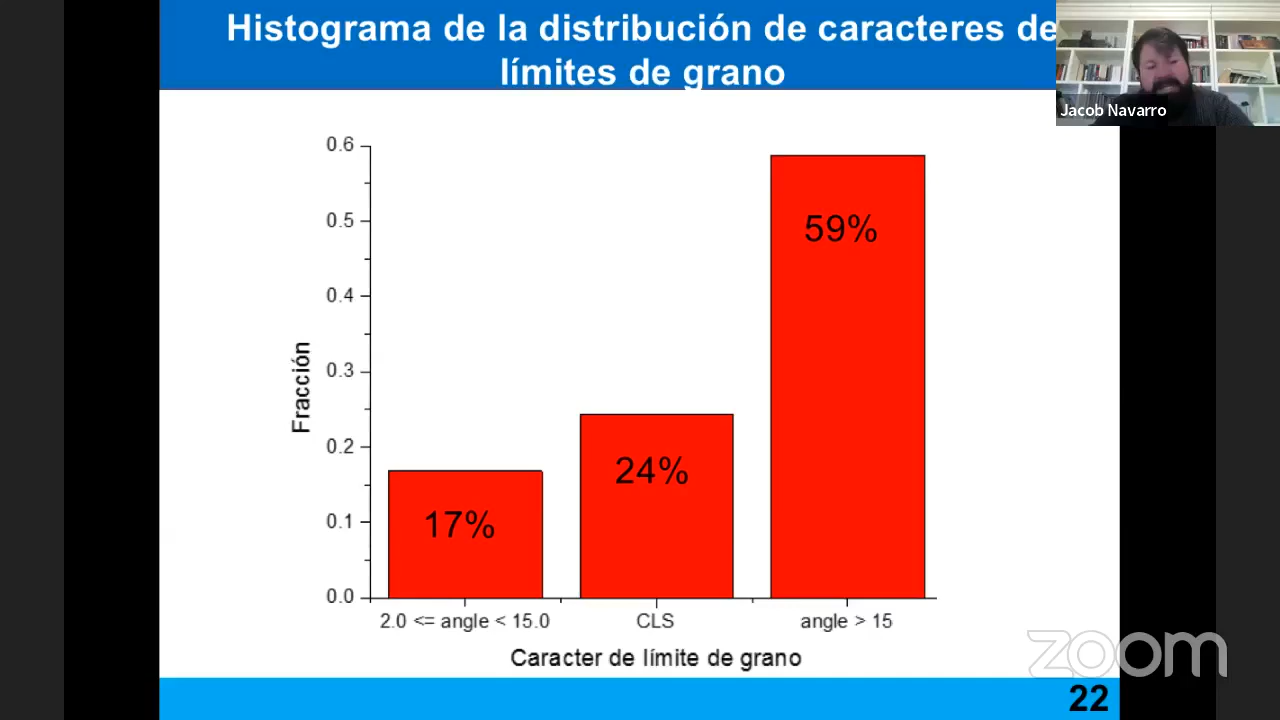 Histograma de la distribución de caracteres de
límites de grano
Jacob Navarro
0.6
0.5
0.4
0.3
0.2
0.1
0.0
Fracción
17%
24%
59%
2.0 <= angle < 15.0
CLS
angle > 15
Caracter de límite de grano
zoom
22